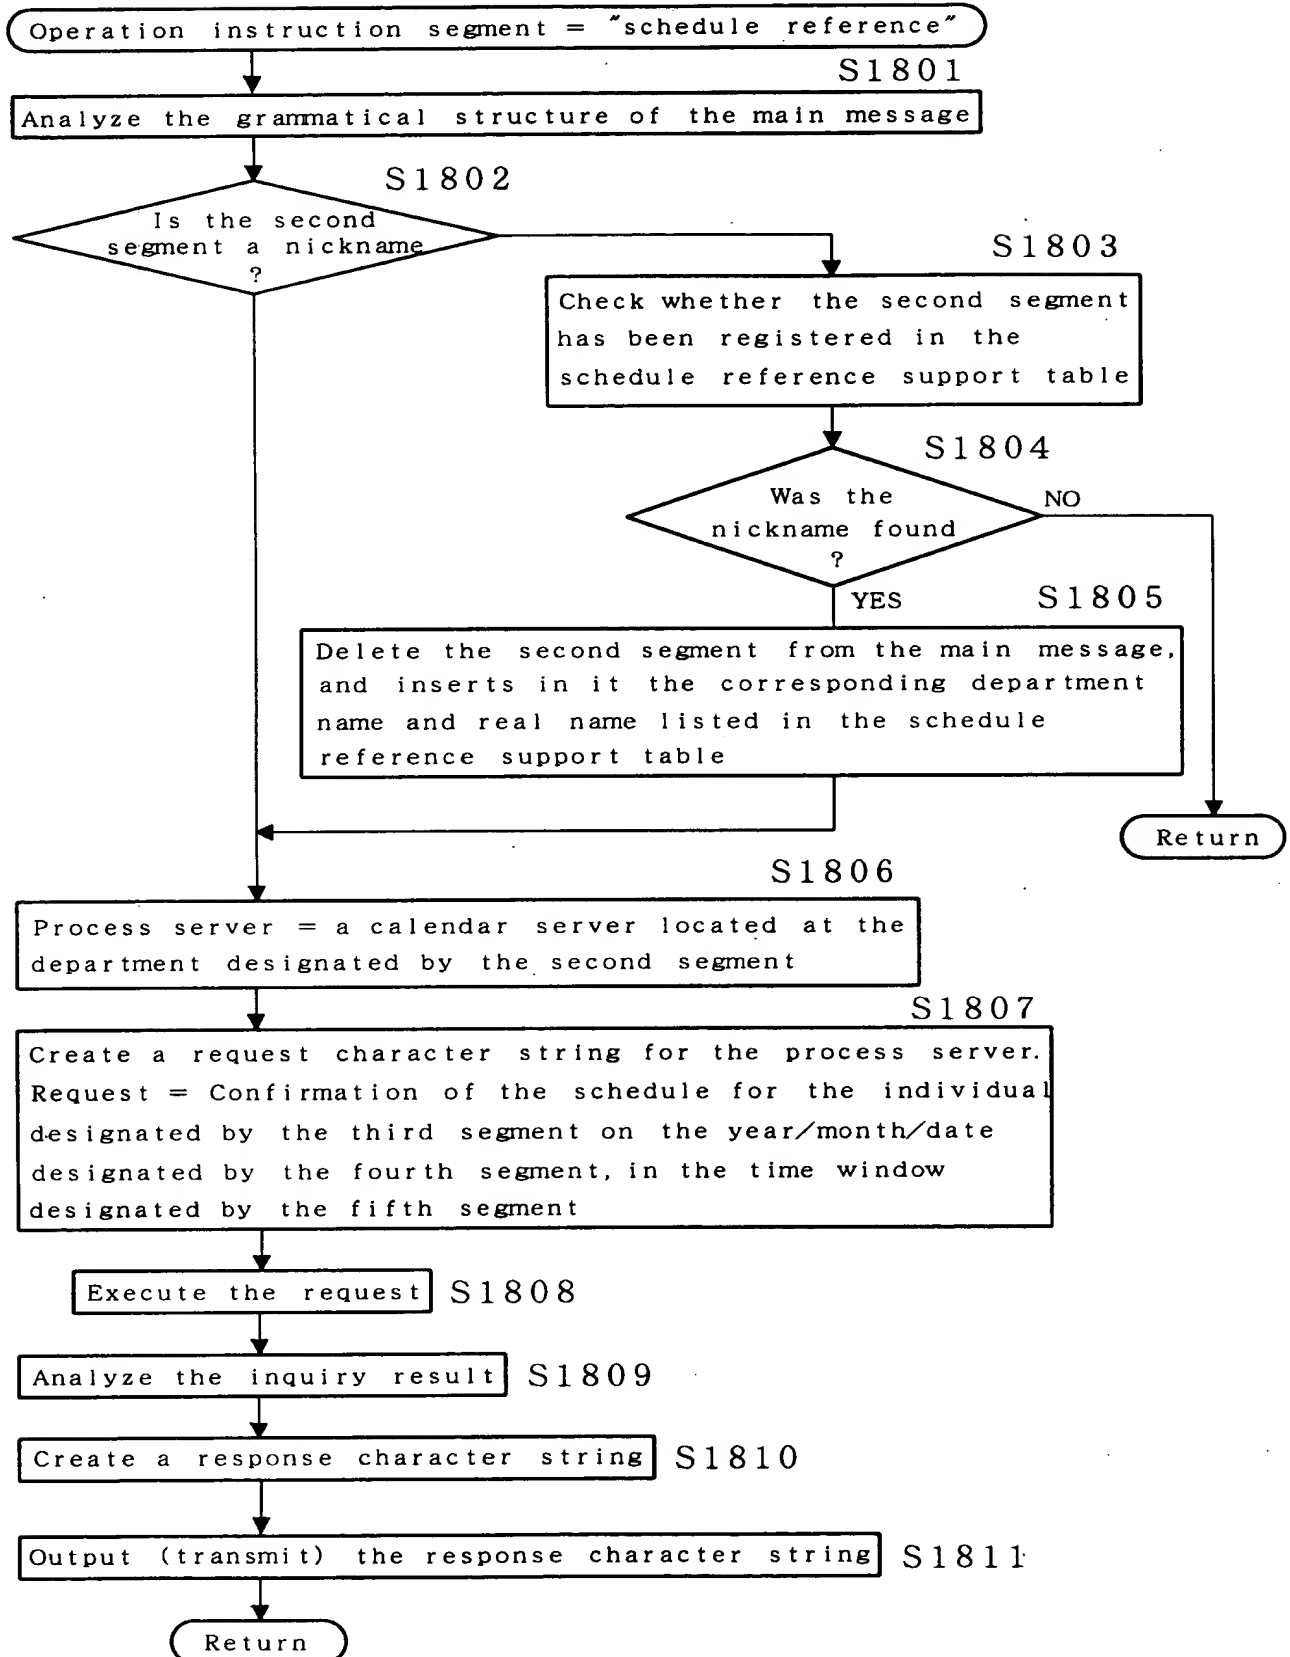 Operation instruction segment = "schedule reference"
S1801
Analyze the grammatical structure of the main message
S1802
Is the second
segment a nickname
?
S1803
Check whether the second segment
has been registered in the
schedule reference support table
S1804
Was the
nickname found
?
NO
YES
S1805
Delete the second segment from the main message,
and inserts in it the corresponding department
name and real name listed in the schedule
reference support table
Return
S1806
Process server = a calendar server located at the
department designated by the second segment
S1807
Create a request character string for the process server.
Request = Confirmation of the schedule for the individual
designated by the third segment on the year/month/date
designated by the fourth segment, in the time window
designated by the fifth segment
Execute the request S1808
Analyze the inquiry result S1809
Create a response character string S1810
Output (transmit) the response character string S1811
Return